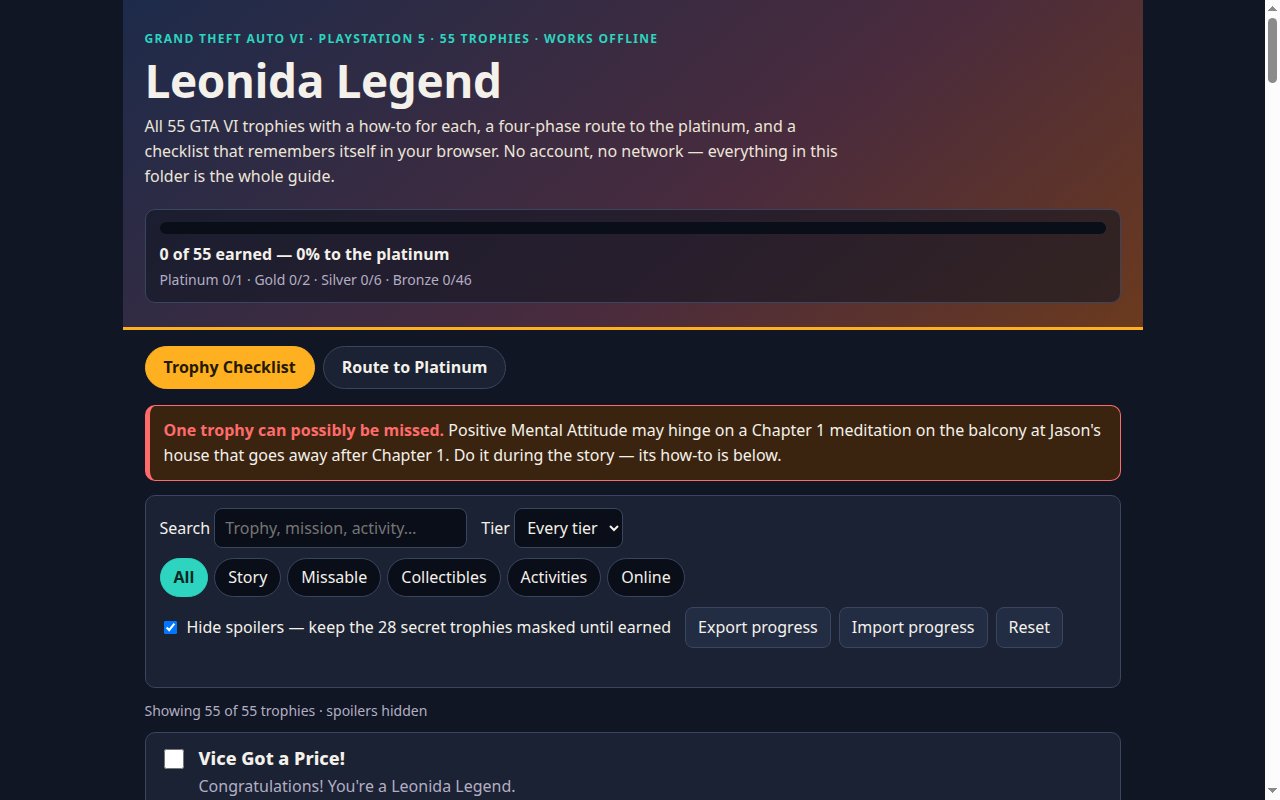 GRAND THEFT AUTO VI · PLAYSTATION 5 · 55 TROPHIES · WORKS OFFLINE
Leonida Legend
All 55 GTA VI trophies with a how-to for each, a four-phase route to the platinum, and a
checklist that remembers itself in your browser. No account, no network — everything in this
folder is the whole guide.
0 of 55 earned — 0% to the platinum
Platinum 0/1 · Gold 0/2 · Silver 0/6 · Bronze 0/46
Trophy Checklist Route to Platinum
One trophy can possibly be missed. Positive Mental Attitude may hinge on a Chapter 1 meditation on the balcony at Jason's
house that goes away after Chapter 1. Do it during the story — its how-to is below.
Search Trophy, mission, activity... Tier Every tier
All Story Missable Collectibles Activities Online
Hide spoilers — keep the 28 secret trophies masked until earned Export progress Import progress Reset
Showing 55 of 55 trophies · spoilers hidden
Vice Got a Price!
Congratulations! You're a Leonida Legend.